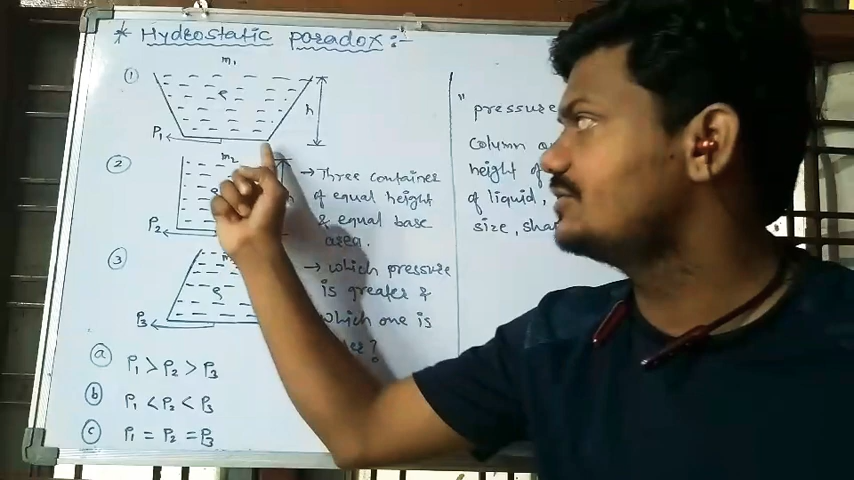 * Hydrostatic paradox :-
m₁
①
ρ
h
P₁
②
m₂
P₂
→ Three container
of equal height
& equal base
area.
③
ρ
P₃
→ which pressure
is greater &
which one is
?
ⓐ P₁ > P₂ > P₃
ⓑ P₁ < P₂ < P₃
ⓒ P₁ = P₂ = P₃
" pressure
Column
height of
of liquid,
size, sha